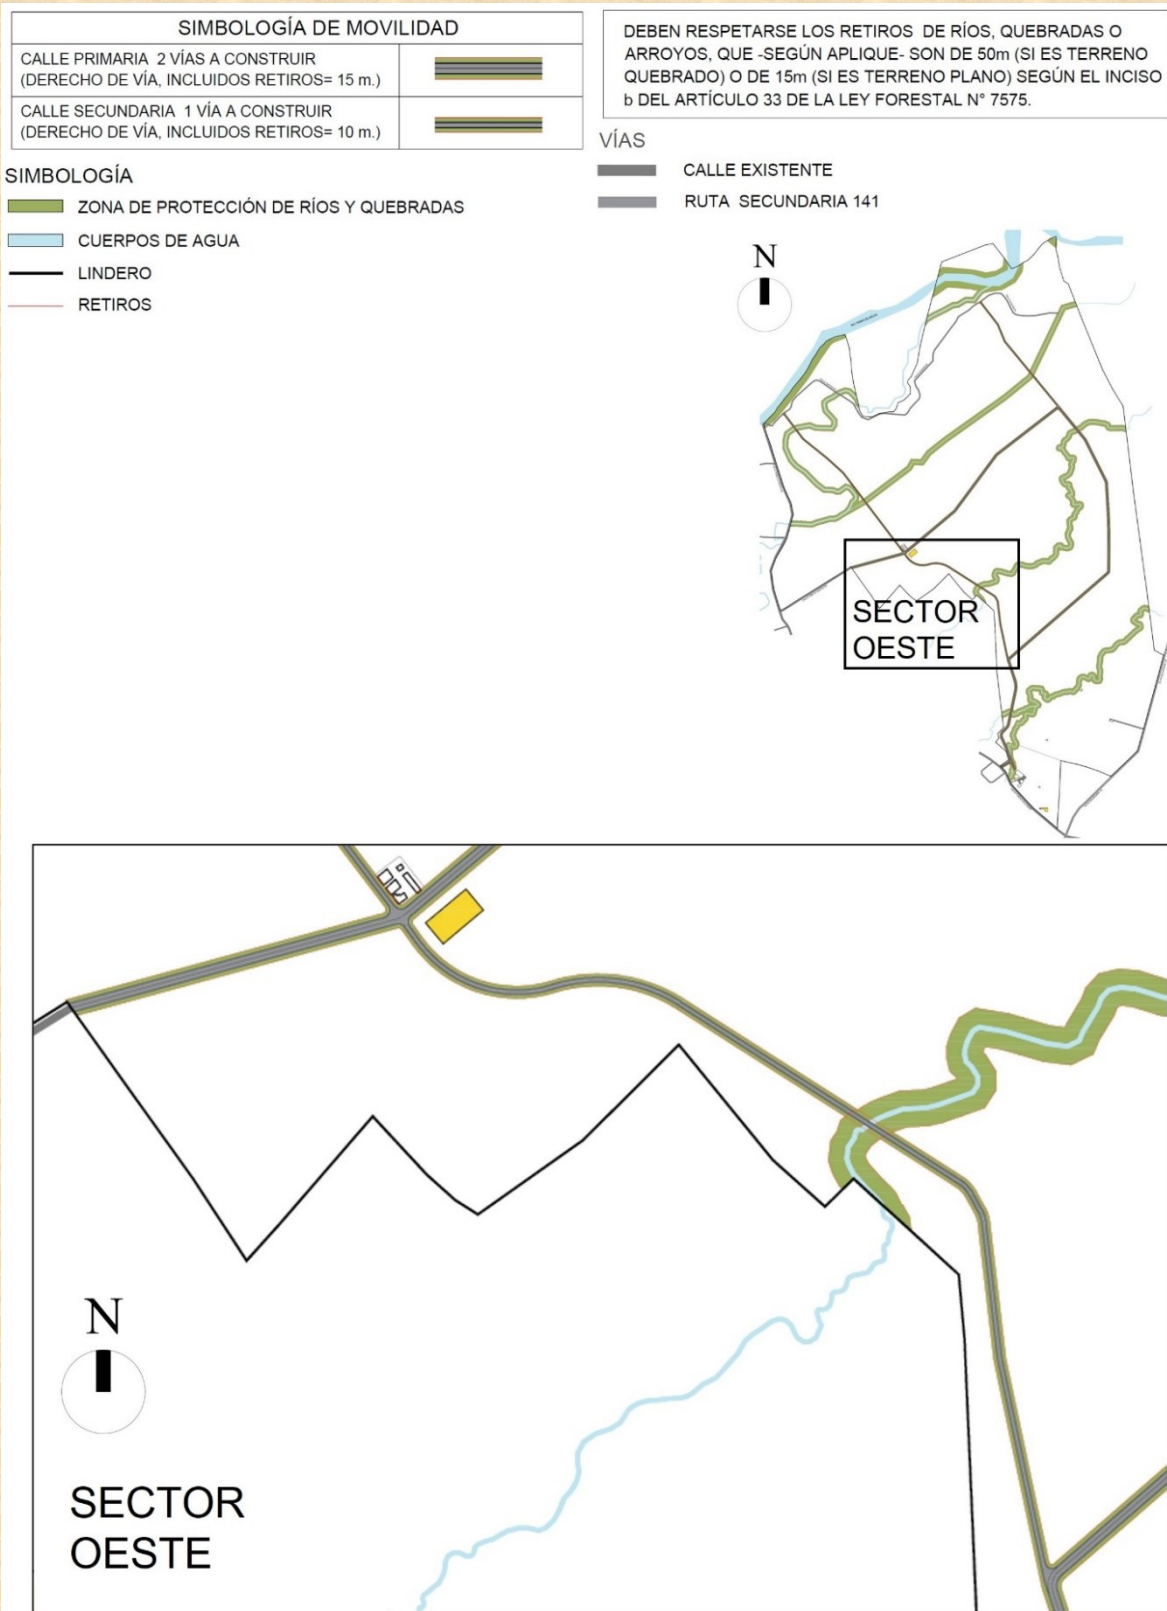 SIMBOLOGÍA DE MOVILIDAD
CALLE PRIMARIA 2 VÍAS A CONSTRUIR
(DERECHO DE VÍA, INCLUIDOS RETIROS= 15 m.)
CALLE SECUNDARIA 1 VÍA A CONSTRUIR
(DERECHO DE VÍA, INCLUIDOS RETIROS= 10 m.)
DEBEN RESPETARSE LOS RETIROS DE RÍOS, QUEBRADAS O
ARROYOS, QUE -SEGÚN APLIQUE- SON DE 50m (SI ES TERRENO
QUEBRADO) O DE 15m (SI ES TERRENO PLANO) SEGÚN EL INCISO
b DEL ARTÍCULO 33 DE LA LEY FORESTAL N° 7575.
SIMBOLOGÍA
ZONA DE PROTECCIÓN DE RÍOS Y QUEBRADAS
CUERPOS DE AGUA
LINDERO
RETIROS
VÍAS
CALLE EXISTENTE
RUTA SECUNDARIA 141
N
SECTOR
OESTE
N
SECTOR
OESTE